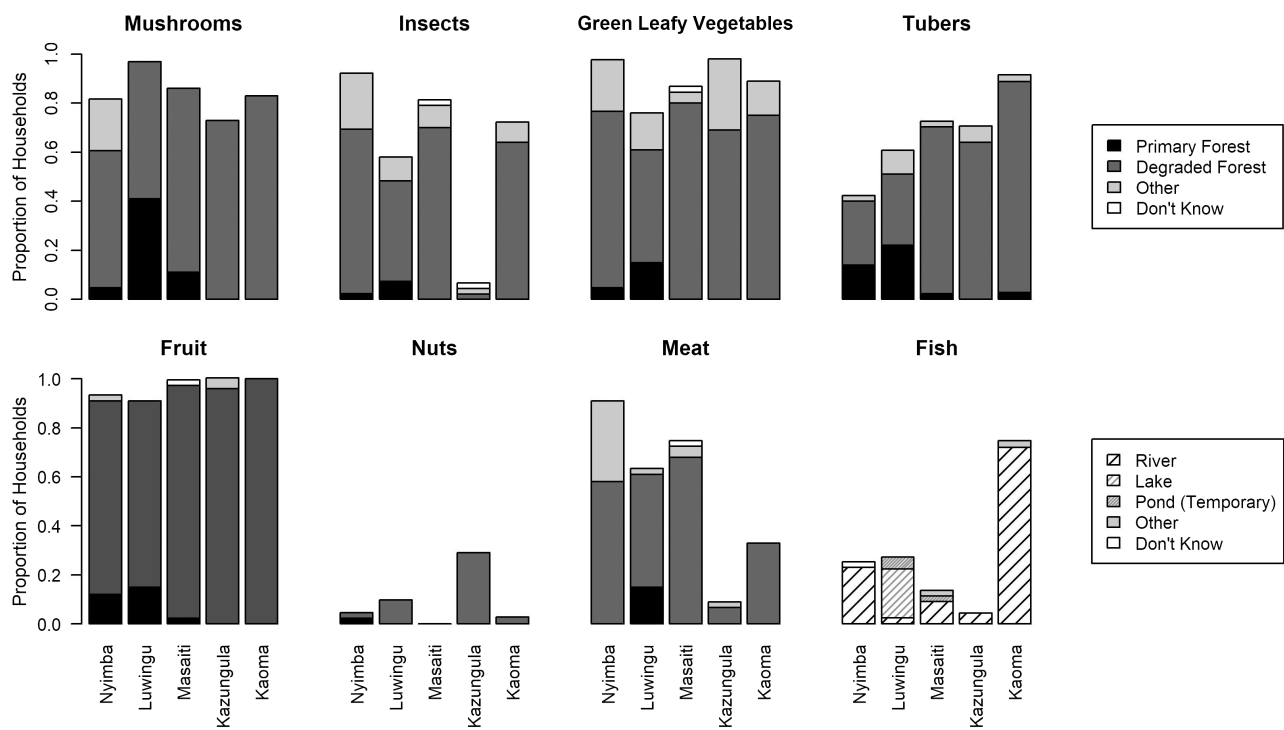 Mushrooms
Insects
Green Leafy Vegetables
Tubers
Proportion of Households
1.0
0.8
0.6
0.4
0.2
0.0
Primary Forest
Degraded Forest
Other
Don't Know
Fruit
Nuts
Meat
Fish
Proportion of Households
1.0
0.8
0.6
0.4
0.2
0.0
River
Lake
Pond (Temporary)
Other
Don't Know
Nyimba
Luwingu
Masaiti
Kazungula
Kaoma
Nyimba
Luwingu
Masaiti
Kazungula
Kaoma
Nyimba
Luwingu
Masaiti
Kazungula
Kaoma
Nyimba
Luwingu
Masaiti
Kazungula
Kaoma